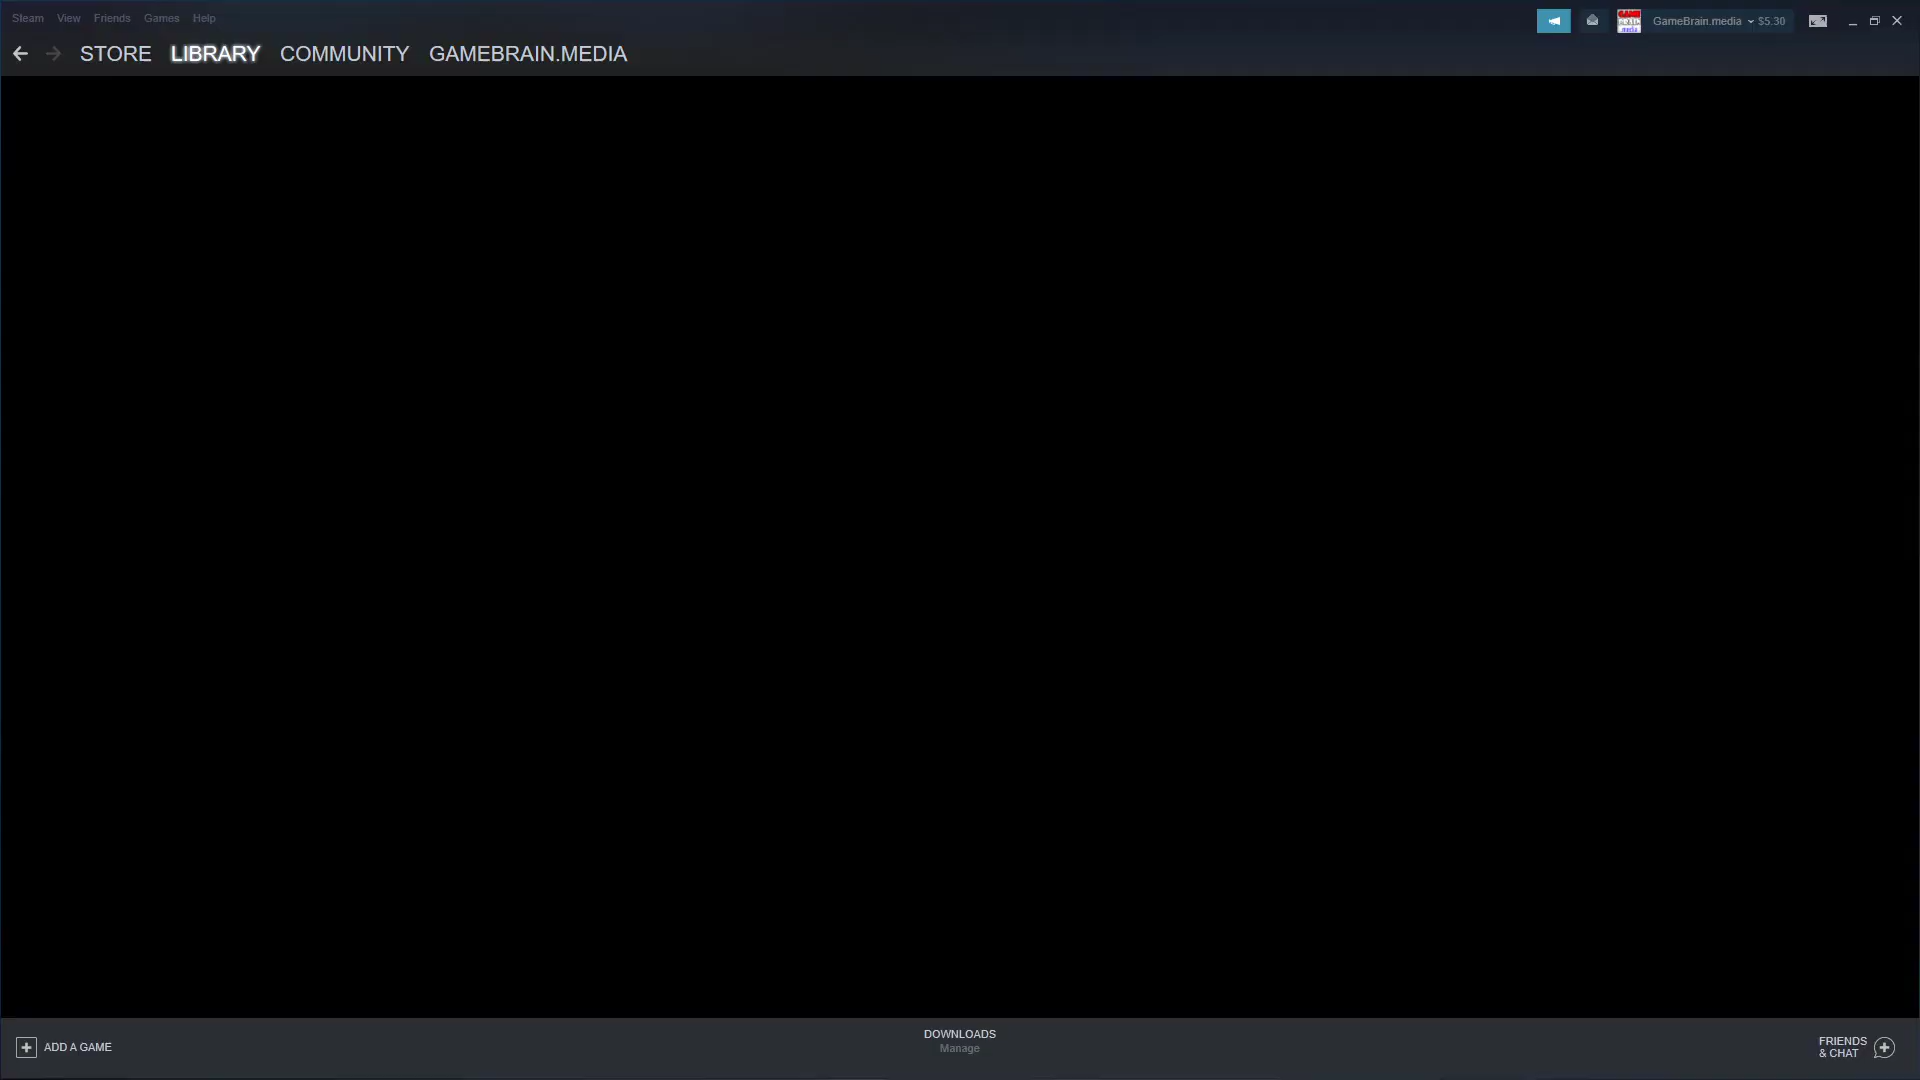 Steam View Friends Games Help
GameBrain.media $5.30
STORE LIBRARY COMMUNITY GAMEBRAIN.MEDIA
ADD A GAME
DOWNLOADS
Manage
FRIENDS
& CHAT